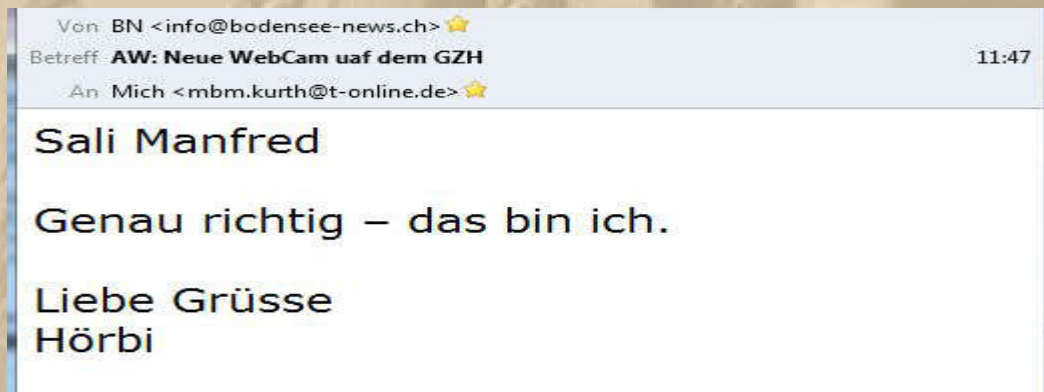 Von BN <info@bodensee-news.ch>
Betreff AW: Neue WebCam uaf dem GZH 11:47
An Mich <mbm.kurth@t-online.de>
Sali Manfred
Genau richtig – das bin ich.
Liebe Grüsse
Hörbi